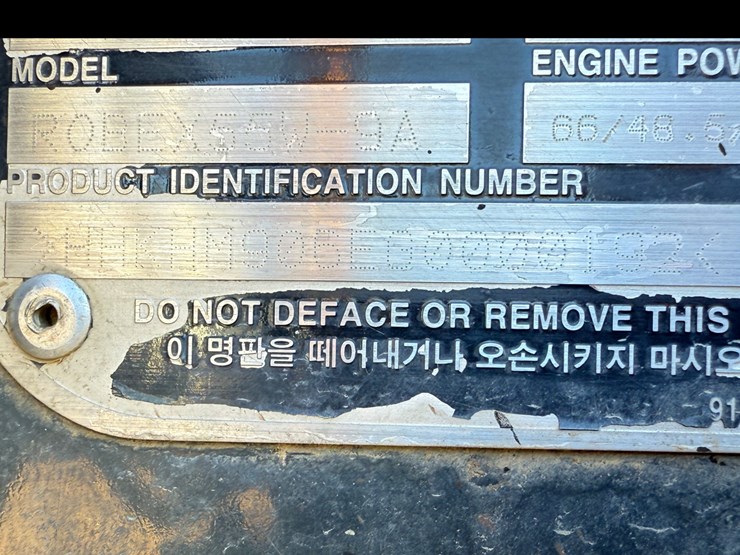 MODEL
ENGINE POW
ROBEX55W-9A
66/48.5
PRODUCT IDENTIFICATION NUMBER
DO NOT DEFACE OR REMOVE THIS
이 명판을 떼어내거나, 오손시키지 마시오
91